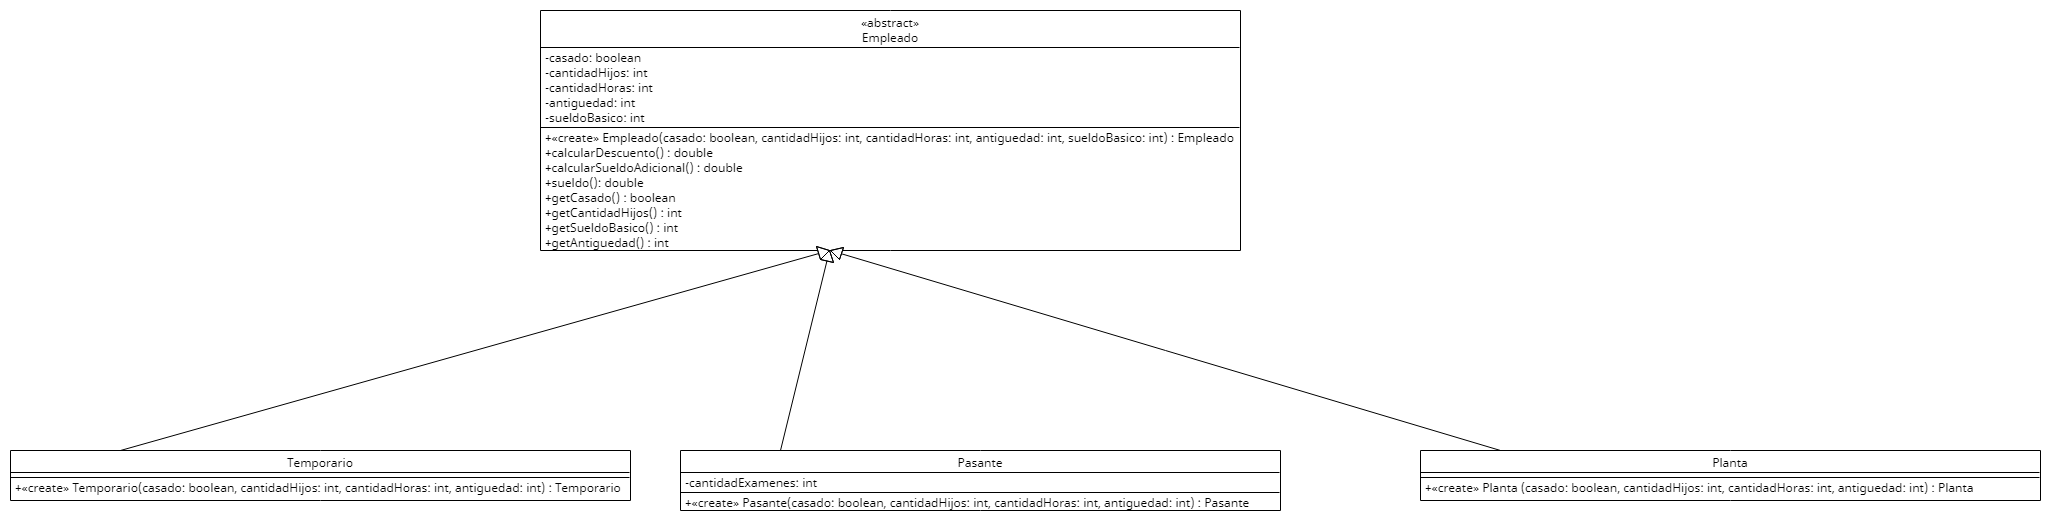 «abstract»
Empleado
-casado: boolean
-cantidadHijos: int
-cantidadHoras: int
-antiguedad: int
-sueldoBasico: int
+«create» Empleado(casado: boolean, cantidadHijos: int, cantidadHoras: int, antiguedad: int, sueldoBasico: int) : Empleado
+calcularDescuento() : double
+calcularSueldoAdicional() : double
+sueldo(): double
+getCasado() : boolean
+getCantidadHijos() : int
+getSueldoBasico() : int
+getAntiguedad() : int
Temporario
+«create» Temporario(casado: boolean, cantidadHijos: int, cantidadHoras: int, antiguedad: int) : Temporario
Pasante
-cantidadExamenes: int
+«create» Pasante(casado: boolean, cantidadHijos: int, cantidadHoras: int, antiguedad: int) : Pasante
Planta
+«create» Planta (casado: boolean, cantidadHijos: int, cantidadHoras: int, antiguedad: int) : Planta